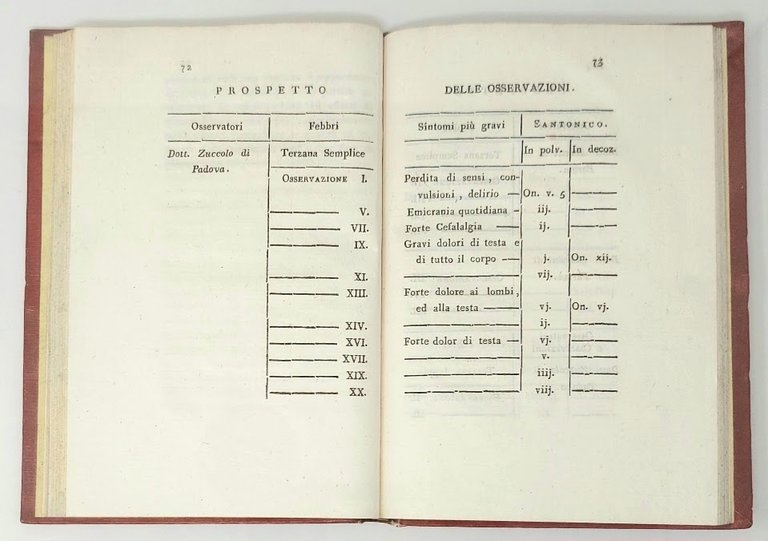 72
PROSPETTO
Osservatori Febbri
Dott. Zuccolo di Terzana Semplice
Padova.
OSSERVAZIONE I.
V.
VII.
IX.
XI.
XIII.
XIV.
XVI.
XVII.
XIX.
XX.
73
DELLE OSSERVAZIONI.
Sintomi più gravi SANTONICO.
In polv. In decoz.
Perdita di sensi, con-
vulsioni, delirio — On. v. 5 ———
Emicrania quotidiana - iij. ———
Forte Cefalalgia — ij. ———
Gravi dolori di testa e
di tutto il corpo — j. On. xij.
——— vij. ———
Forte dolore ai lombi,
ed alla testa — vj. On. vj.
——— ij. ———
Forte dolor di testa — vj. ———
——— v. ———
——— iiij. ———
——— viij. ———